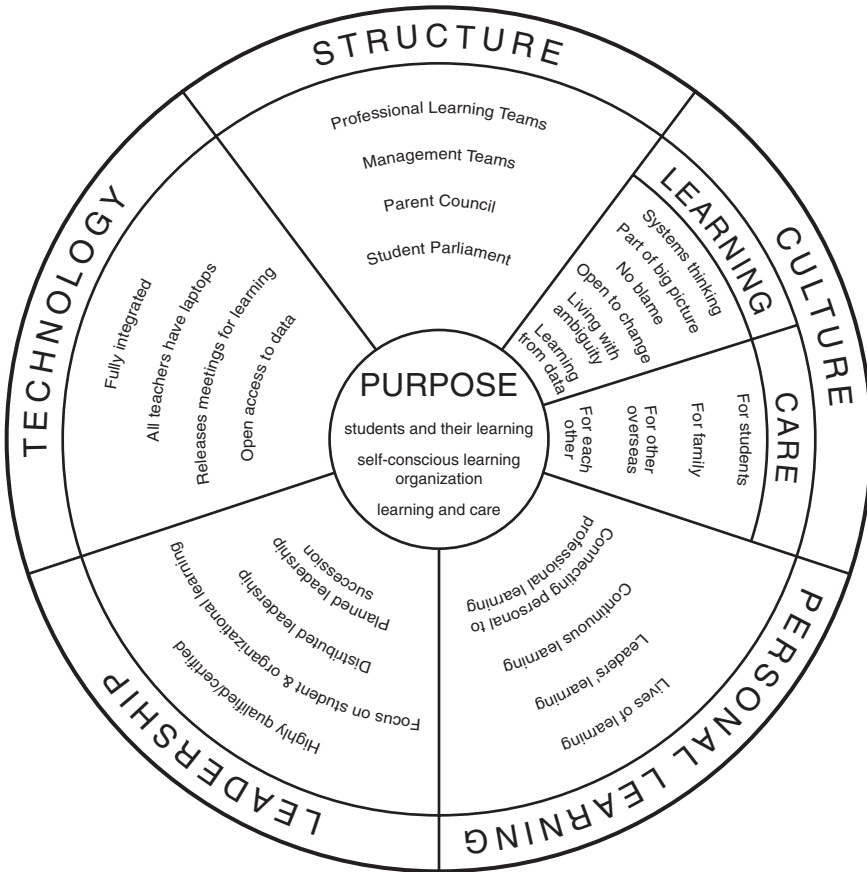 STRUCTURE
Professional Learning Teams
Management Teams
Parent Council
Student Parliament
CULTURE
LEARNING
Systems thinking
Part of big picture
No blame
Open to change
Living with
ambiguity
Learning
from data
CARE
For students
For family
For other
overseas
For each
other
PERSONAL LEARNING
Connecting personal to
professional learning
Continuous learning
Leaders' learning
Lives of learning
LEADERSHIP
Planned leadership
succession
Distributed leadership
Focus on student & organizational learning
Highly qualified/certified
TECHNOLOGY
Fully integrated
All teachers have laptops
Releases meetings for learning
Open access to data
PURPOSE
students and their learning
self-conscious learning
organization
learning and care